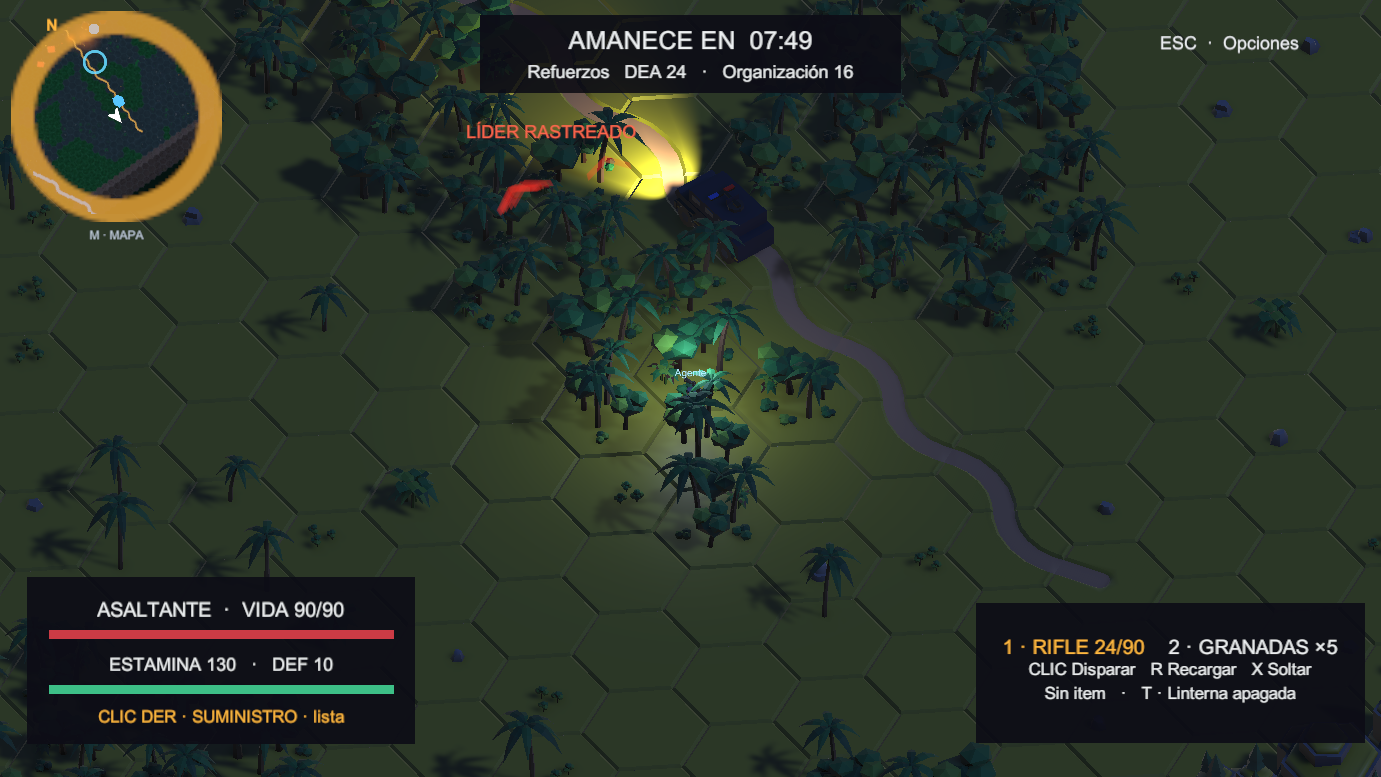 N
M · MAPA
AMANECE EN 07:49
Refuerzos DEA 24 · Organización 16
ESC · Opciones
LÍDER RASTREADO
Agente
ASALTANTE · VIDA 90/90
ESTAMINA 130 · DEF 10
CLIC DER · SUMINISTRO · lista
1 · RIFLE 24/90 2 · GRANADAS ×5
CLIC Disparar R Recargar X Soltar
Sin item · T · Linterna apagada